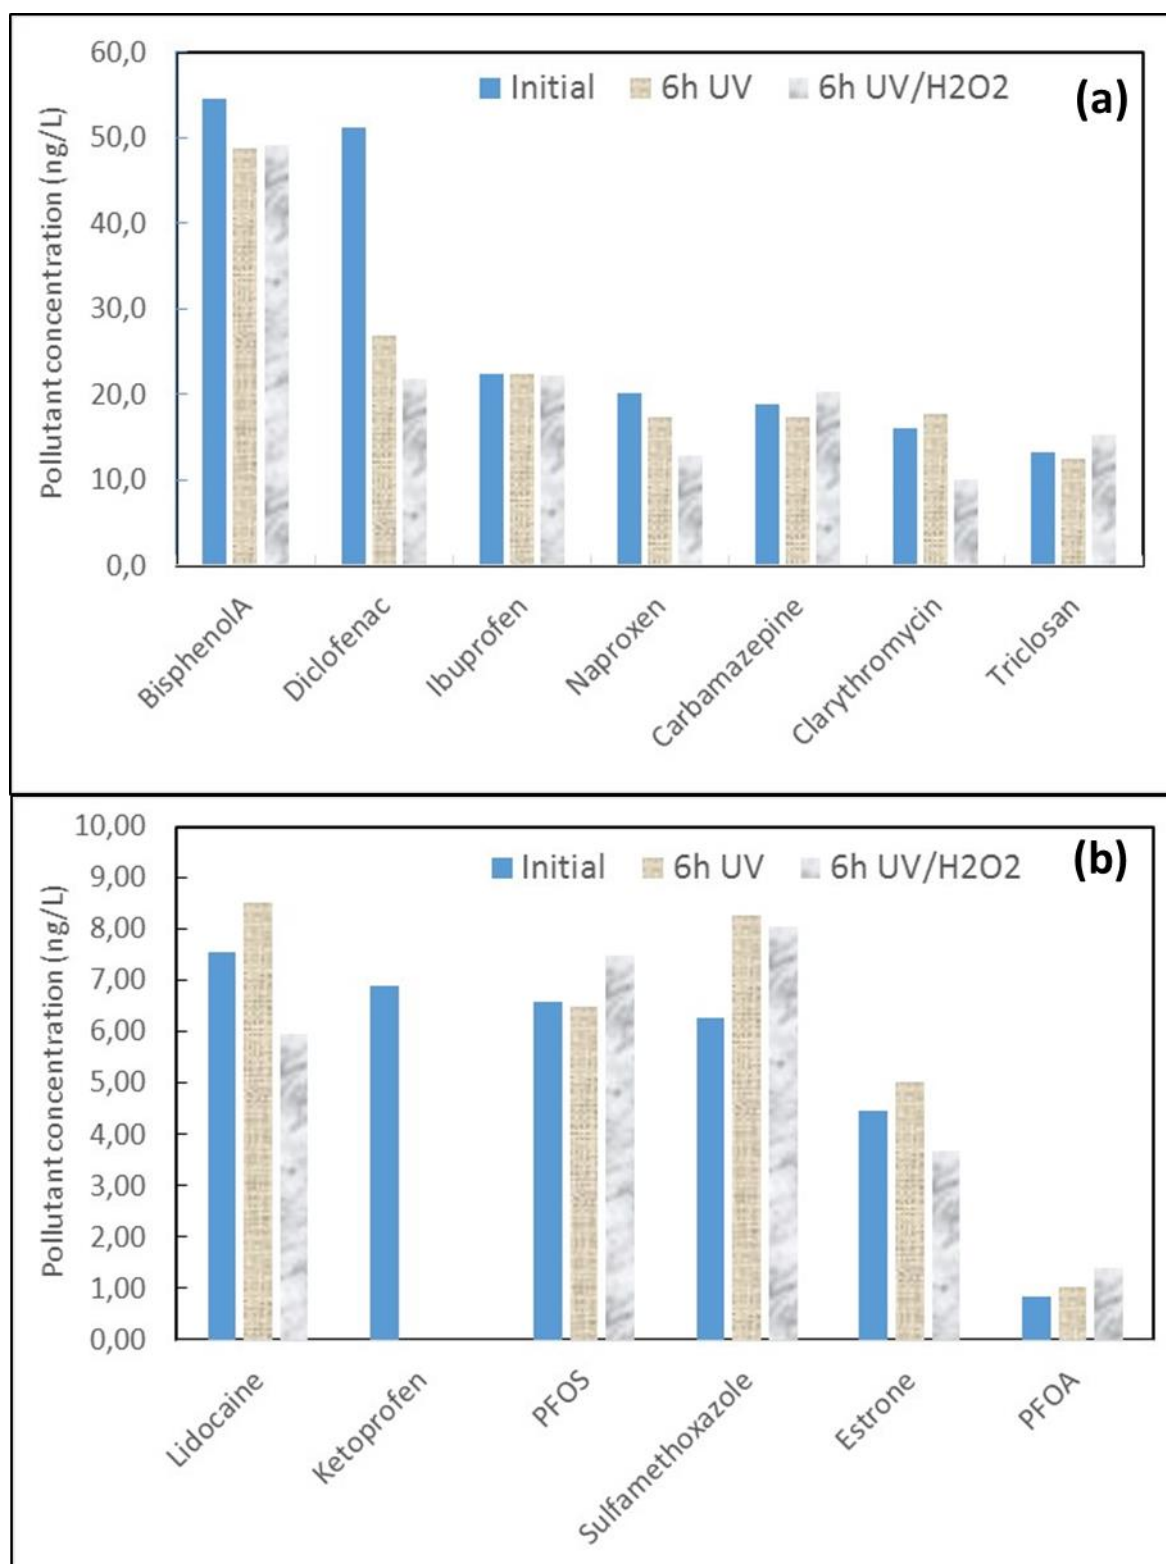 60,0
50,0
40,0
30,0
20,0
10,0
0,0
Pollutant concentration (ng/L)
Initial 6h UV 6h UV/H2O2
(a)
BisphenolA
Diclofenac
Ibuprofen
Naproxen
Carbamazepine
Clarythromycin
Triclosan
10,00
9,00
8,00
7,00
6,00
5,00
4,00
3,00
2,00
1,00
0,00
Pollutant concentration (ng/L)
Initial 6h UV 6h UV/H2O2
(b)
Lidocaine
Ketoprofen
PFOS
Sulfamethoxazole
Estrone
PFOA